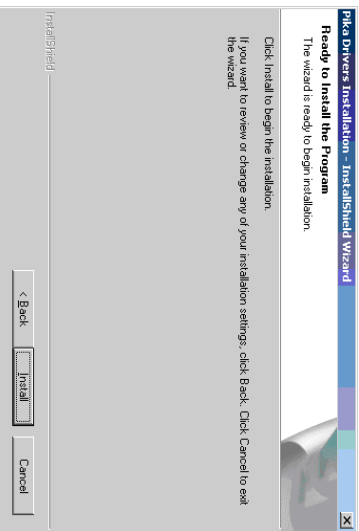 Pika Drivers Installation - InstallShield Wizard
Ready to Install the Program
The wizard is ready to begin installation.
Click Install to begin the installation.
If you want to review or change any of your installation settings, click Back. Click Cancel to exit
the wizard.
InstallShield
< Back
Install
Cancel